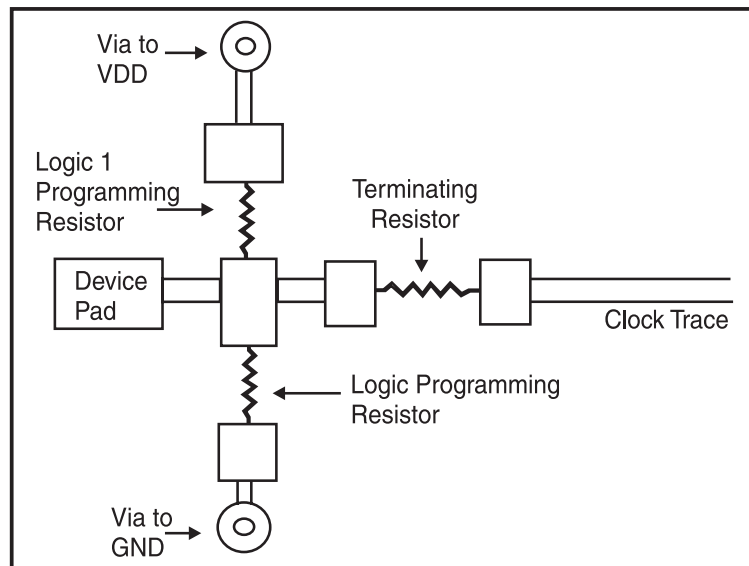 Via to
VDD
Logic 1
Programming
Resistor
Terminating
Resistor
Device
Pad
Clock Trace
Logic Programming
Resistor
Via to
GND